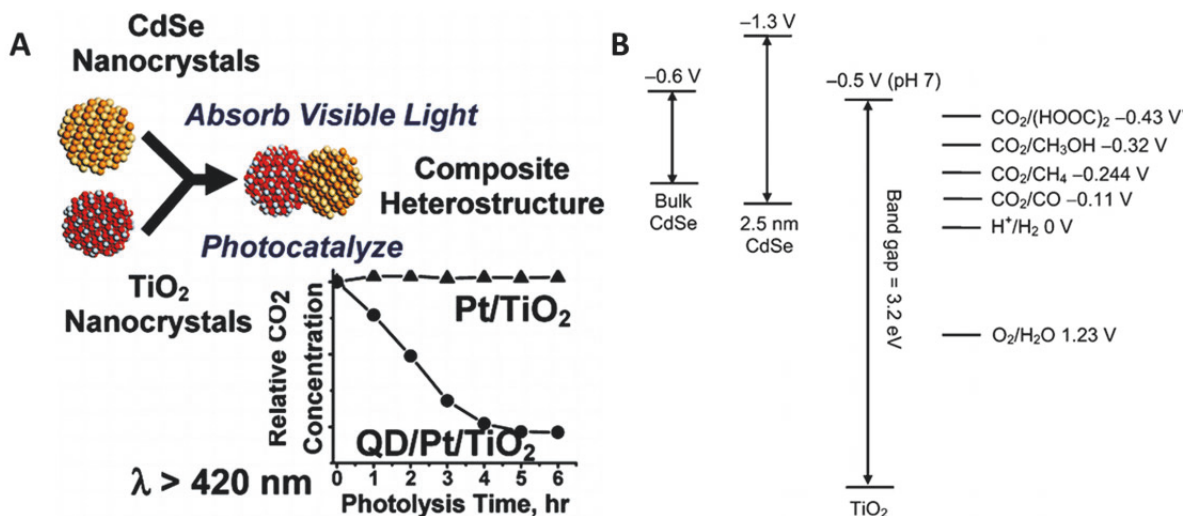 A
CdSe
Nanocrystals
Absorb Visible Light
Composite
Heterostructure
Photocatalyze
TiO₂
Nanocrystals
Relative CO2
Concentration
Pt/TiO₂
QD/Pt/TiO₂
0 1 2 3 4 5 6
Photolysis Time, hr
λ > 420 nm
B
−0.6 V
Bulk
CdSe
−1.3 V
2.5 nm
CdSe
−0.5 V (pH 7)
Band gap = 3.2 eV
TiO₂
CO₂/(HOOC)₂ −0.43 V
CO₂/CH₃OH −0.32 V
CO₂/CH₄ −0.244 V
CO₂/CO −0.11 V
H⁺/H₂ 0 V
O₂/H₂O 1.23 V